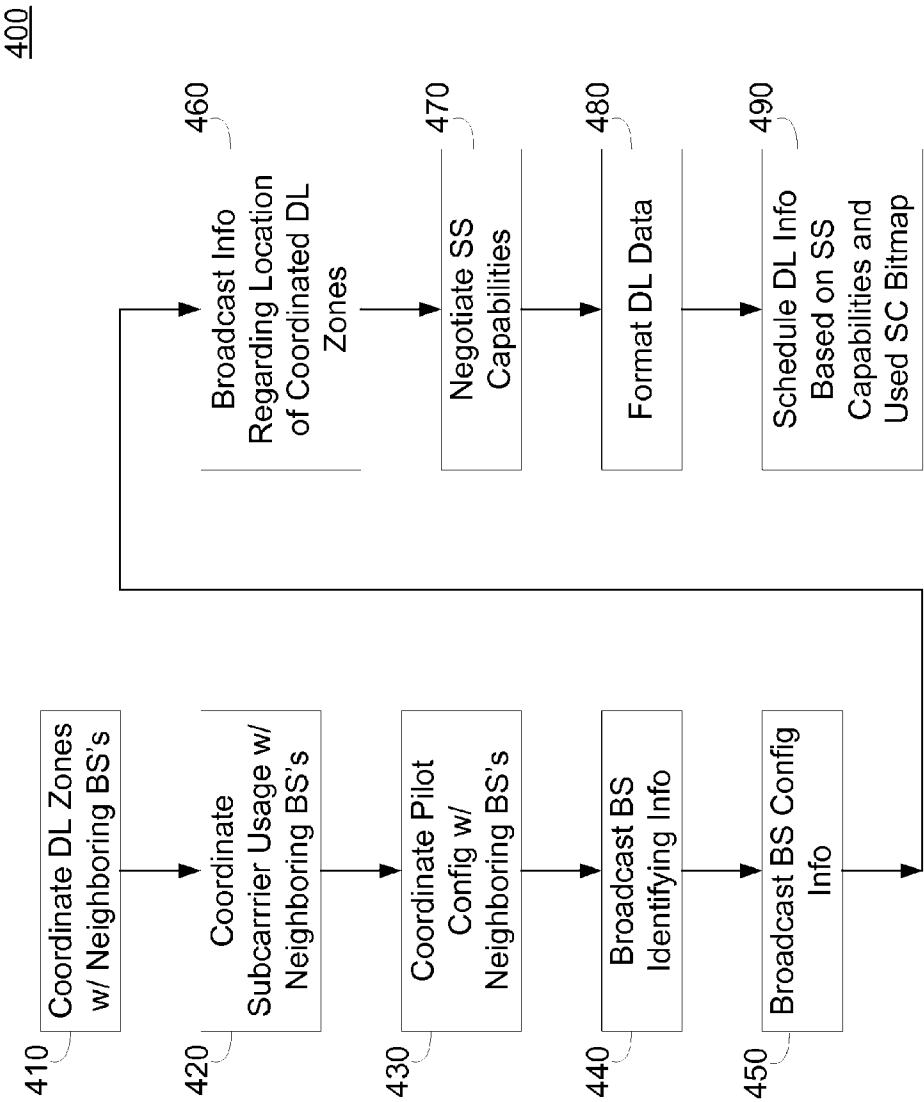 400
410
Coordinate DL Zones
w/ Neighboring BS's
420
Coordinate
Subcarrrier Usage w/
Neighboring BS's
430
Coordinate Pilot
Config w/
Neighboring BS's
440
Broadcast BS
Identifying Info
450
Broadcast BS Config
Info
460
Broadcast Info
Regarding Location
of Coordinated DL
Zones
470
Negotiate SS
Capabilities
480
Format DL Data
490
Schedule DL Info
Based on SS
Capabilities and
Used SC Bitmap